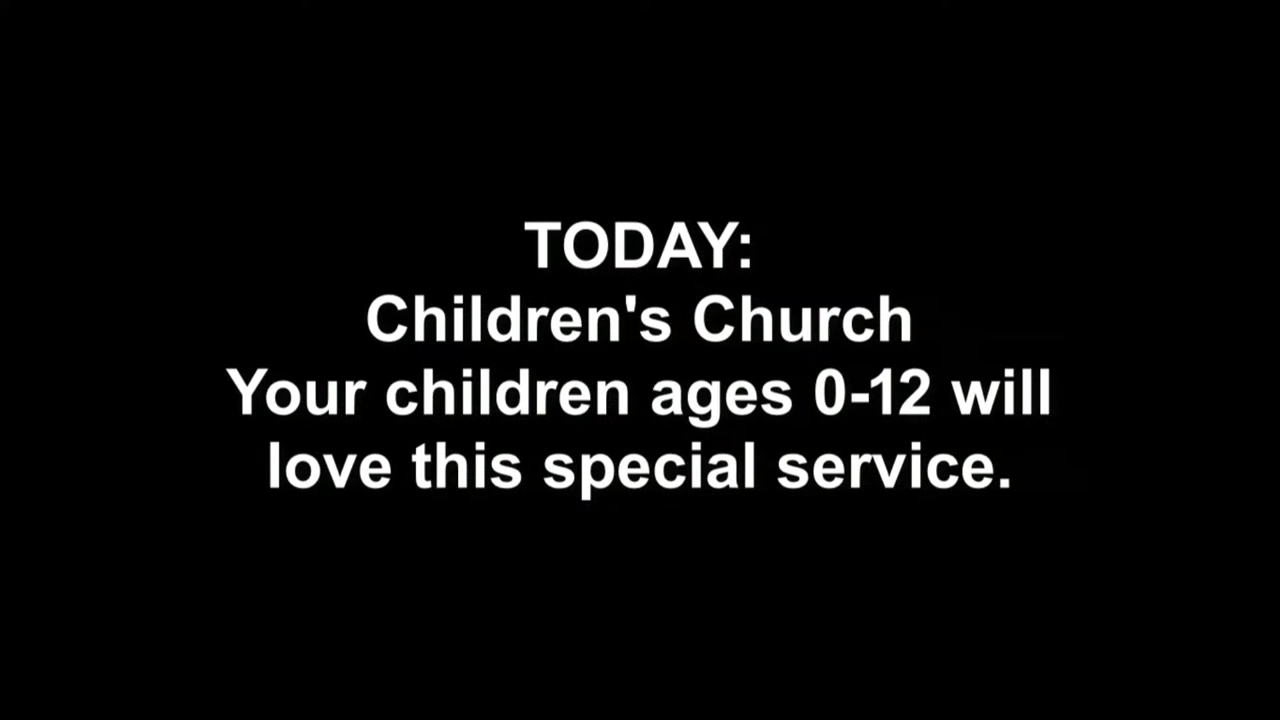 TODAY:
Children's Church
Your children ages 0-12 will
love this special service.